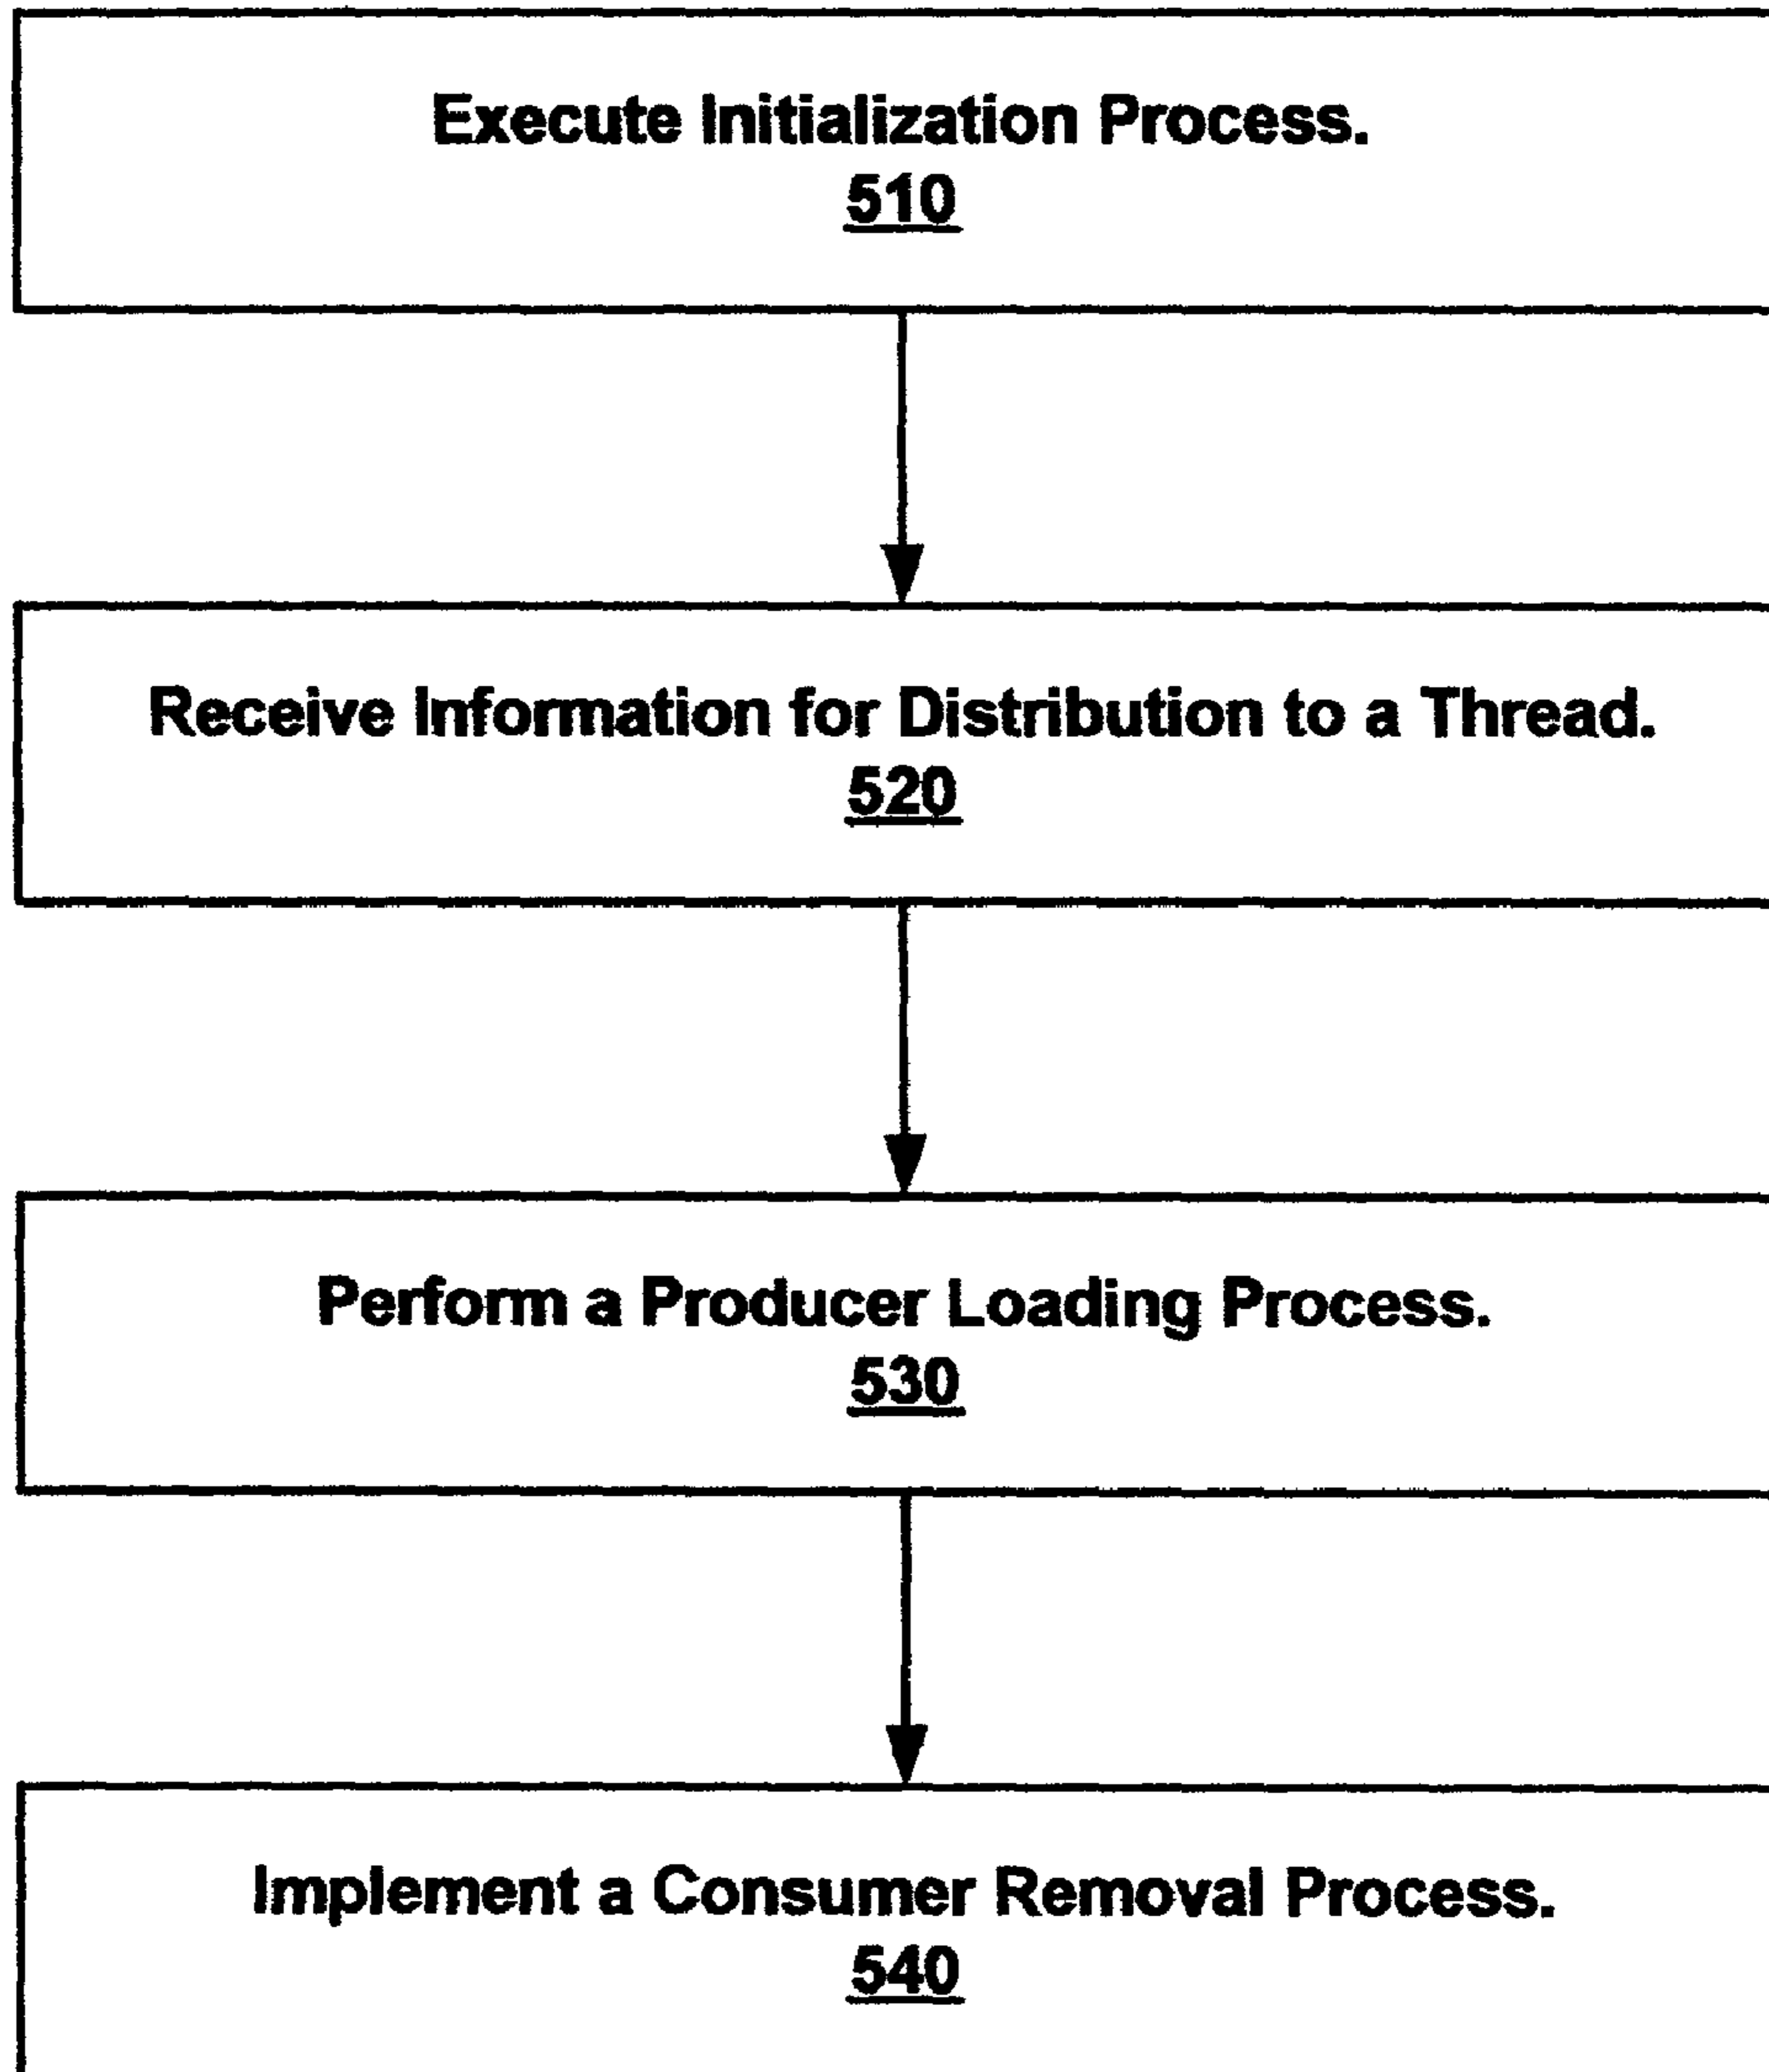 Execute Initialization Process.
510
Receive Information for Distribution to a Thread.
520
Perform a Producer Loading Process.
530
Implement a Consumer Removal Process.
540